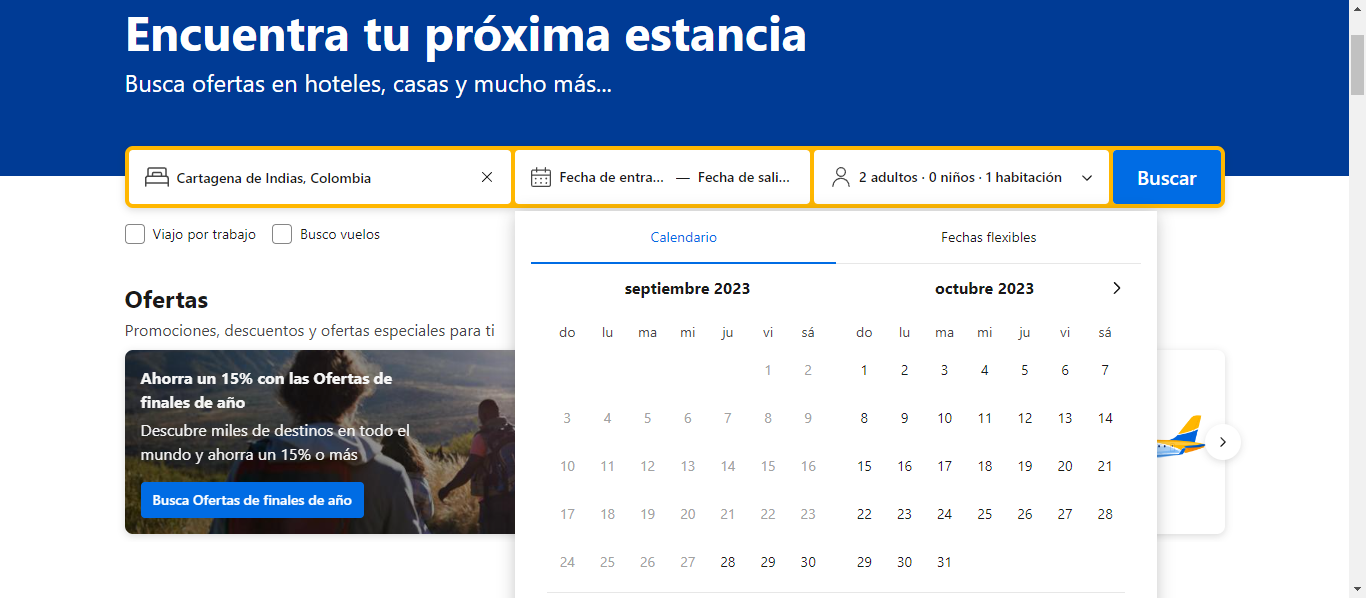 Encuentra tu próxima estancia
Busca ofertas en hoteles, casas y mucho más...
Cartagena de Indias, Colombia
Fecha de entra... — Fecha de sali...
2 adultos · 0 niños · 1 habitación
Buscar
Viajo por trabajo
Busco vuelos
Calendario
Fechas flexibles
septiembre 2023
do lu ma mi ju vi sá
1 2
3 4 5 6 7 8 9
10 11 12 13 14 15 16
17 18 19 20 21 22 23
24 25 26 27 28 29 30
octubre 2023
do lu ma mi ju vi sá
1 2 3 4 5 6 7
8 9 10 11 12 13 14
15 16 17 18 19 20 21
22 23 24 25 26 27 28
29 30 31
Ofertas
Promociones, descuentos y ofertas especiales para ti
Ahorra un 15% con las Ofertas de
finales de año
Descubre miles de destinos en todo el
mundo y ahorra un 15% o más
Busca Ofertas de finales de año